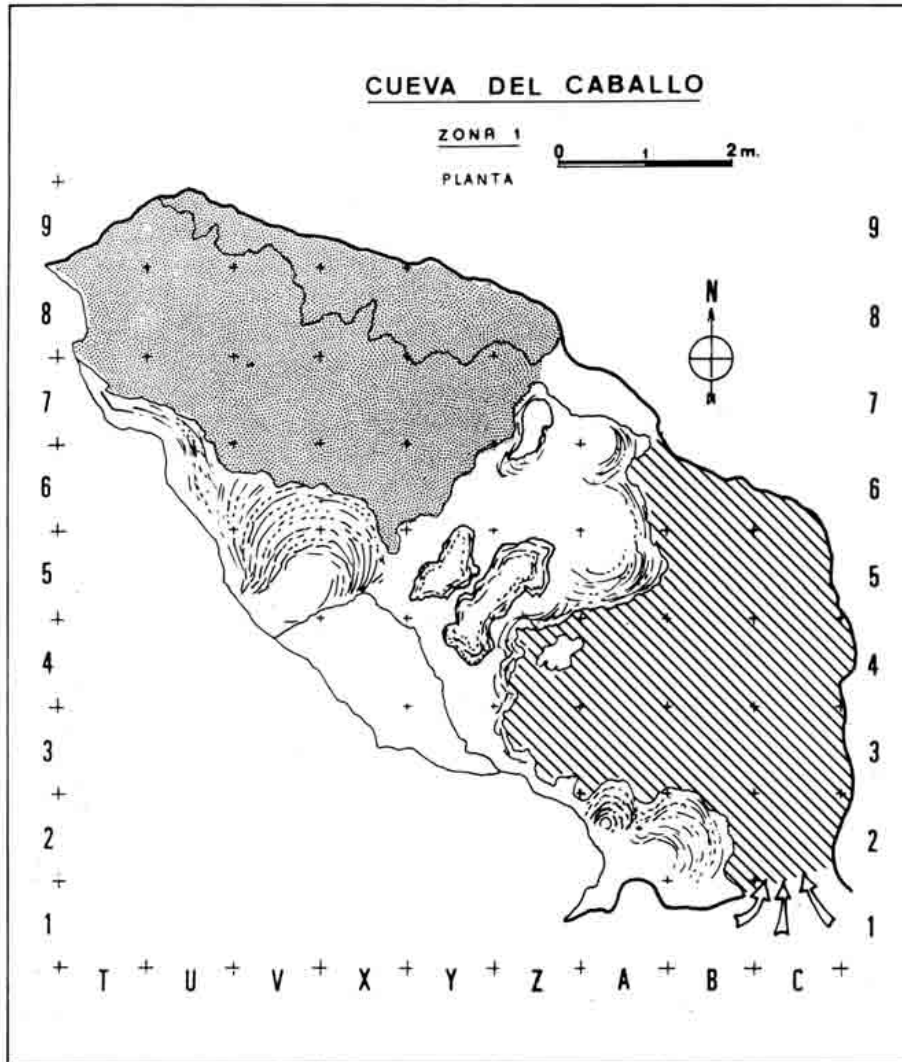 CUEVA DEL CABALLO
ZONA 1
PLANTA
0 1 2 m.
9 9
8 N 8
7 7
6 6
5 5
4 4
3 3
2 2
1 1
T U V X Y Z A B C